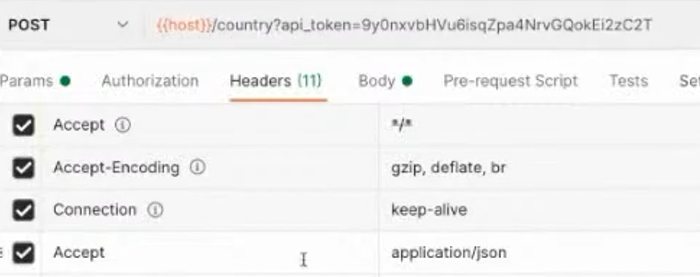 POST {{host}}/country?api_token=9y0nxvbHVu6isqZpa4NrvGQokEi2zC2T
Params Authorization Headers (11) Body Pre-request Script Tests Set
Accept */*
Accept-Encoding gzip, deflate, br
Connection keep-alive
Accept application/json